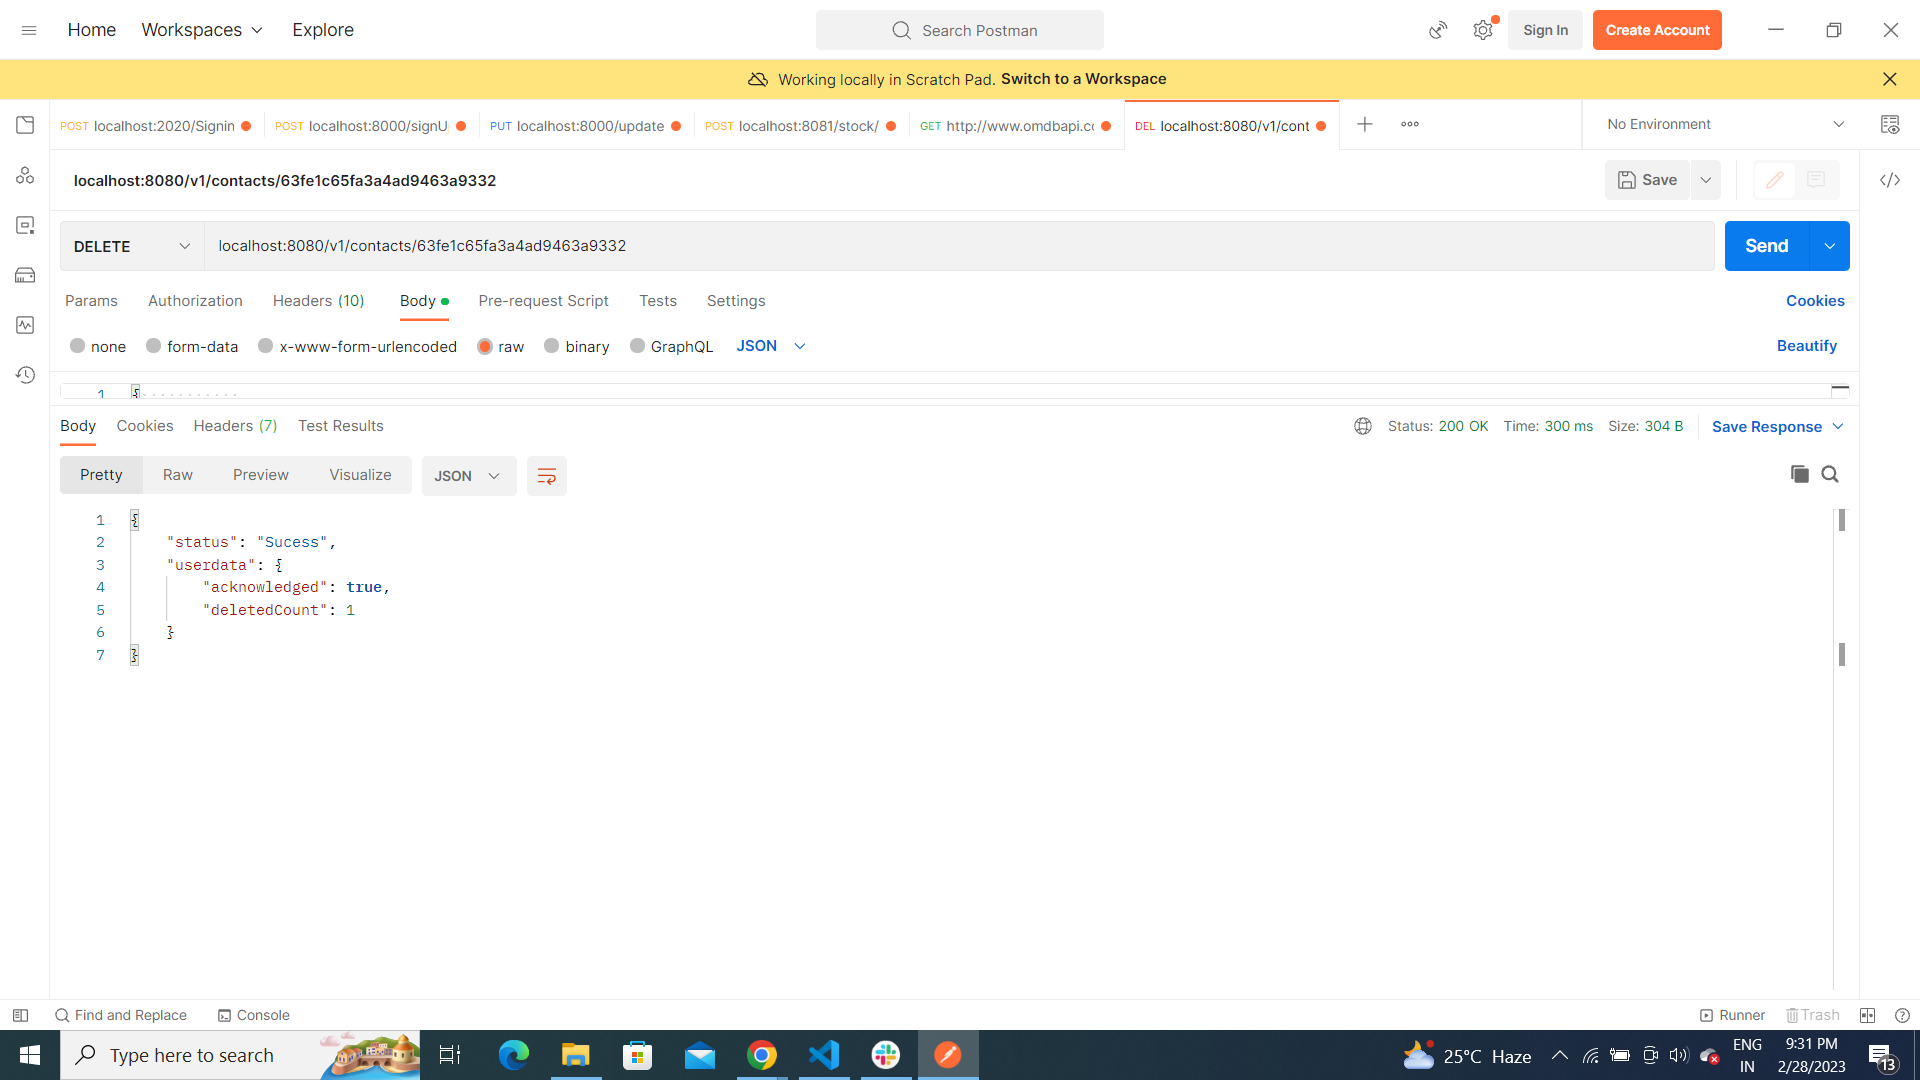 Home Workspaces Explore Search Postman Sign In Create Account
Working locally in Scratch Pad. Switch to a Workspace
POST localhost:2020/Signin POST localhost:8000/signU PUT localhost:8000/update POST localhost:8081/stock/ GET http://www.omdbapi.co DEL localhost:8080/v1/cont No Environment
localhost:8080/v1/contacts/63fe1c65fa3a4ad9463a9332 Save
DELETE localhost:8080/v1/contacts/63fe1c65fa3a4ad9463a9332 Send
Params Authorization Headers (10) Body Pre-request Script Tests Settings Cookies
none form-data x-www-form-urlencoded raw binary GraphQL JSON Beautify
1 {
Body Cookies Headers (7) Test Results Status: 200 OK Time: 300 ms Size: 304 B Save Response
Pretty Raw Preview Visualize JSON
1 {
2 "status": "Sucess",
3 "userdata": {
4 "acknowledged": true,
5 "deletedCount": 1
6 }
7 }
Find and Replace Console Runner Trash
Type here to search 25°C Haze ENG IN 9:31 PM 2/28/2023 13